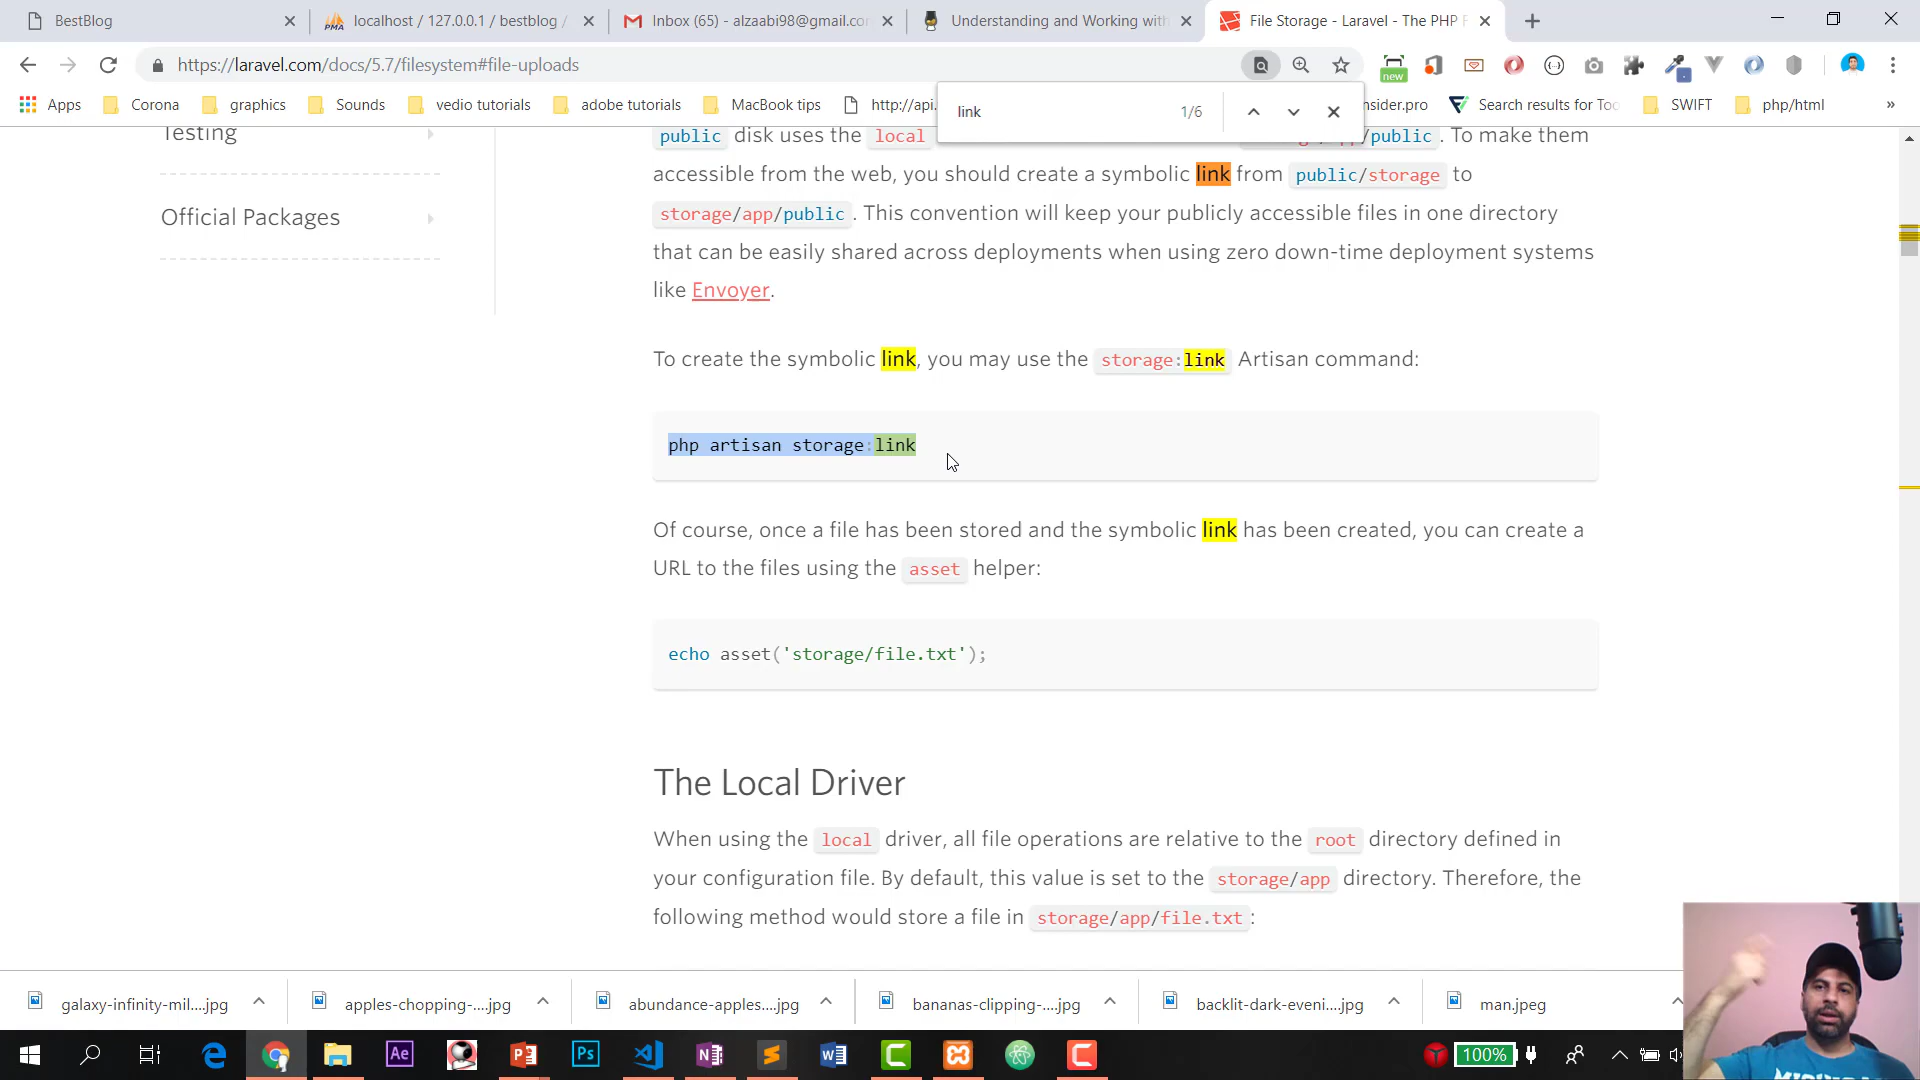 BestBlog
localhost / 127.0.0.1 / bestblog /
Inbox (65) - alzaabi98@gmail.co
Understanding and Working with
File Storage - Laravel - The PHP F
https://laravel.com/docs/5.7/filesystem#file-uploads
new
Apps
Corona
graphics
Sounds
vedio tutorials
adobe tutorials
MacBook tips
http://api.
nsider.pro
Search results for Too
SWIFT
php/html
»
link 1/6
Testing
Official Packages
public disk uses the local /public. To make them
accessible from the web, you should create a symbolic link from public/storage to
storage/app/public. This convention will keep your publicly accessible files in one directory
that can be easily shared across deployments when using zero down-time deployment systems
like Envoyer.
To create the symbolic link, you may use the storage:link Artisan command:
php artisan storage:link
Of course, once a file has been stored and the symbolic link has been created, you can create a
URL to the files using the asset helper:
echo asset('storage/file.txt');
The Local Driver
When using the local driver, all file operations are relative to the root directory defined in
your configuration file. By default, this value is set to the storage/app directory. Therefore, the
following method would store a file in storage/app/file.txt:
galaxy-infinity-mil....jpg
apples-chopping-....jpg
abundance-apples....jpg
bananas-clipping-....jpg
backlit-dark-eveni....jpg
man.jpeg
100%